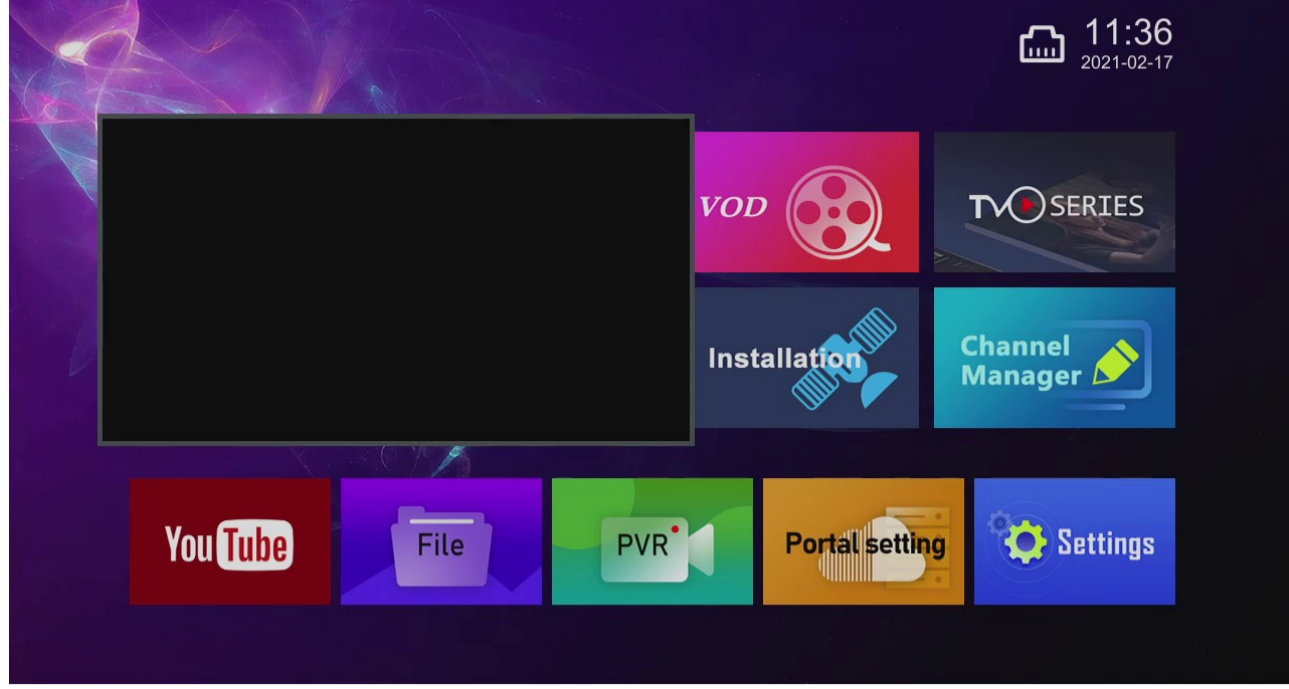 11:36
2021-02-17
VOD
TV SERIES
Installation
Channel
Manager
YouTube
File
PVR
Portal setting
Settings